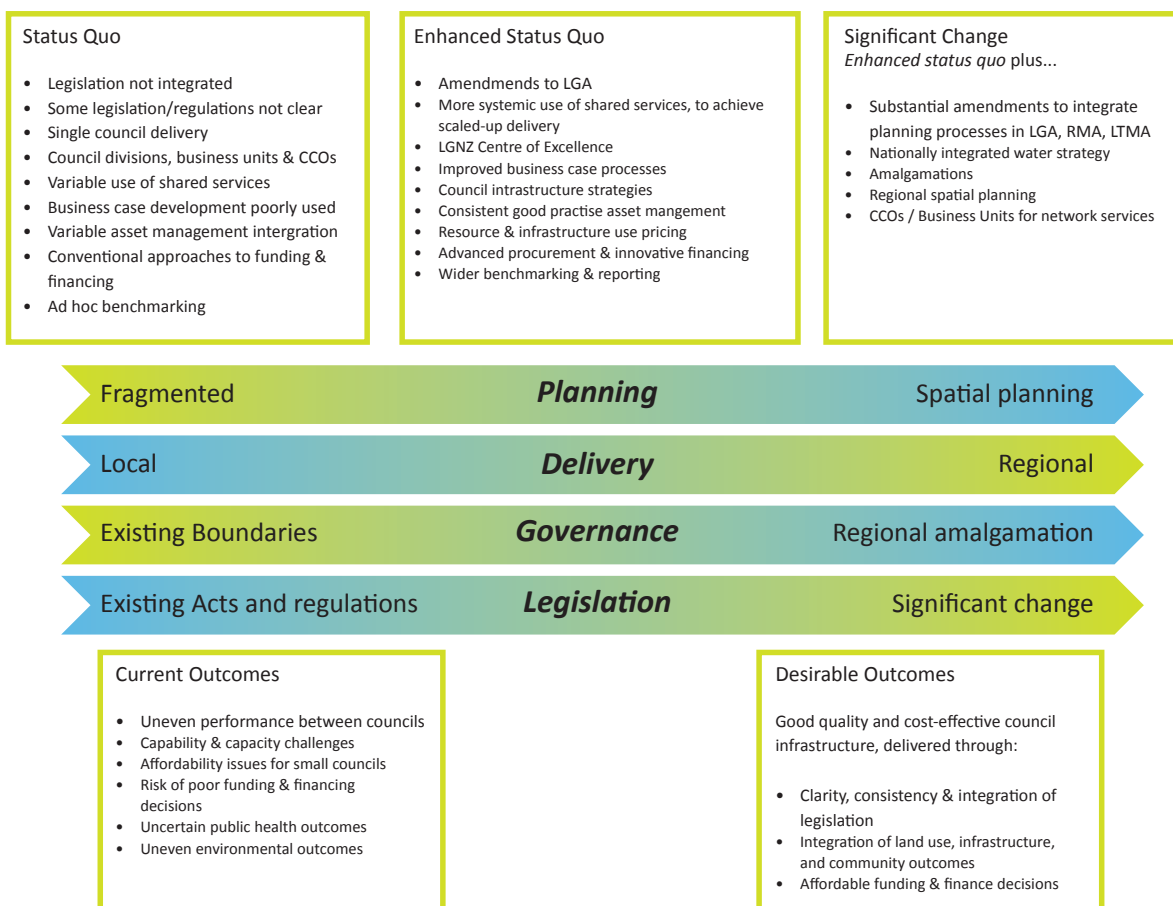 Status Quo
• Legislation not integrated
• Some legislation/regulations not clear
• Single council delivery
• Council divisions, business units & CCOs
• Variable use of shared services
• Business case development poorly used
• Variable asset management intergration
• Conventional approaches to funding &
financing
• Ad hoc benchmarking
Enhanced Status Quo
• Amendments to LGA
• More systemic use of shared services, to achieve
scaled-up delivery
• LGNZ Centre of Excellence
• Improved business case processes
• Council intrastructure strategies
• Consistent good practise asset mangement
• Resource & infrastructure use pricing
• Advanced procurement & innovative financing
• Wider benchmarking & reporting
Significant Change
Enhanced status quo plus...
• Substantial amendments to integrate
planning processes in LGA, RMA, LTMA
• Nationally integrated water strategy
• Amalgamations
• Regional spatial planning
• CCOs / Business Units for network services
Fragmented Planning Spatial planning
Local Delivery Regional
Existing Boundaries Governance Regional amalgamation
Existing Acts and regulations Legislation Significant change
Current Outcomes
• Uneven performance between councils
• Capability & capacity challenges
• Affordability issues for small councils
• Risk of poor funding & financing
decisions
• Uncertain public health outcomes
• Uneven environmental outcomes
Desirable Outcomes
Good quality and cost-effective council
infrastructure, delivered through:
• Clarity, consistency & integration of
legislation
• Integration of land use, infrastructure,
and community outcomes
• Affordable funding & finance decisions